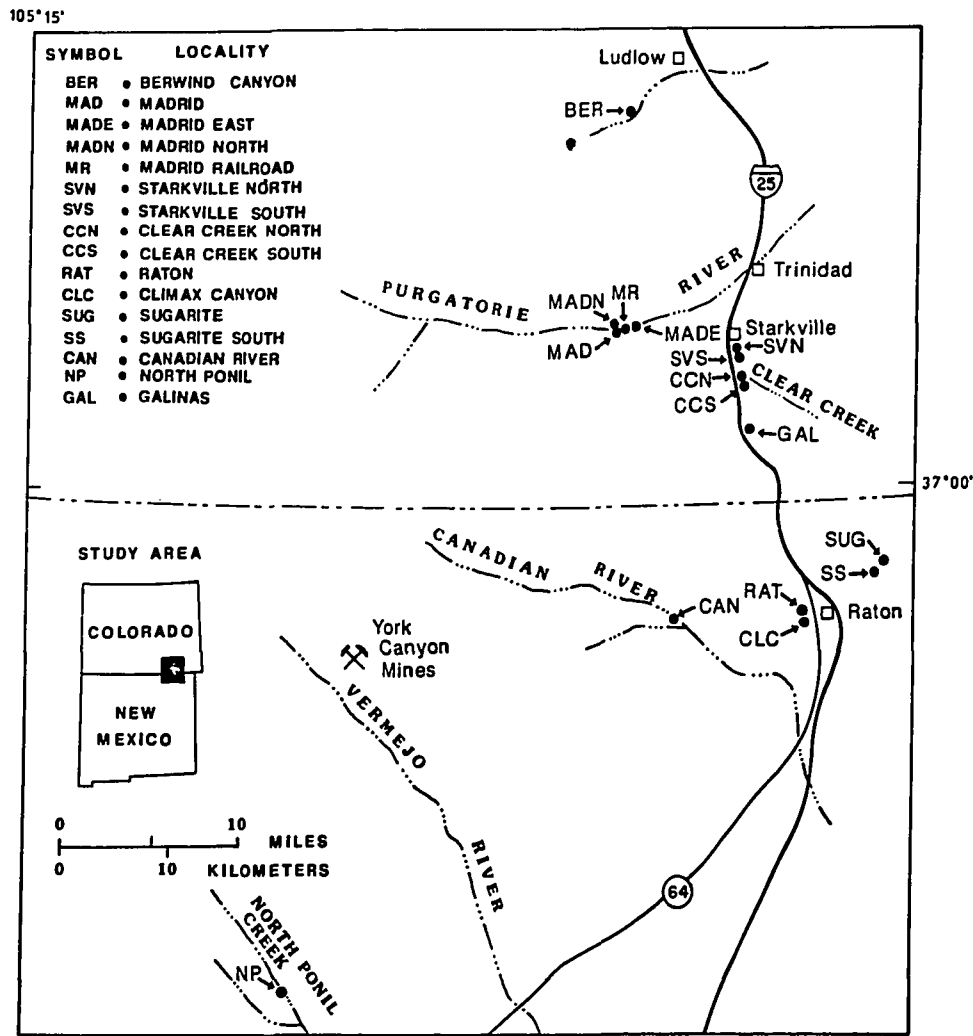 105°15'
SYMBOL LOCALITY
BER • BERWIND CANYON
MAD • MADRID
MADE • MADRID EAST
MADN • MADRID NORTH
MR • MADRID RAILROAD
SVN • STARKVILLE NORTH
SVS • STARKVILLE SOUTH
CCN • CLEAR CREEK NORTH
CCS • CLEAR CREEK SOUTH
RAT • RATON
CLC • CLIMAX CANYON
SUG • SUGARITE
SS • SUGARITE SOUTH
CAN • CANADIAN RIVER
NP • NORTH PONIL
GAL • GALINAS
Ludlow
BER
25
Trinidad
PURGATORIE RIVER
MADN MR
MADE
MAD
Starkville
SVN
SVS
CCN
CCS
CLEAR CREEK
GAL
37°00'
CANADIAN RIVER
SUG
SS
RAT
Raton
CAN
CLC
STUDY AREA
COLORADO
NEW
MEXICO
York
Canyon
Mines
VERMEJO RIVER
0 10
MILES
KILOMETERS
0 10
64
NORTH PONIL
CREEK
NP